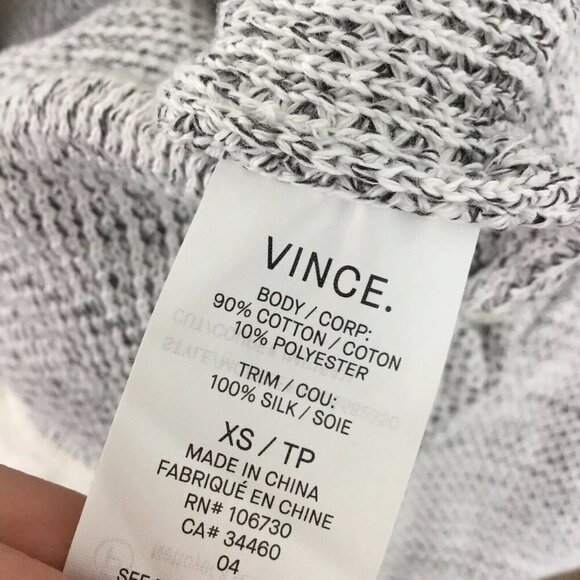 VINCE.
BODY / CORP:
90% COTTON / COTON
10% POLYESTER
TRIM / COU:
100% SILK / SOIE
XS / TP
MADE IN CHINA
FABRIQUÉ EN CHINE
RN# 106730
CA# 34460
04
SEE